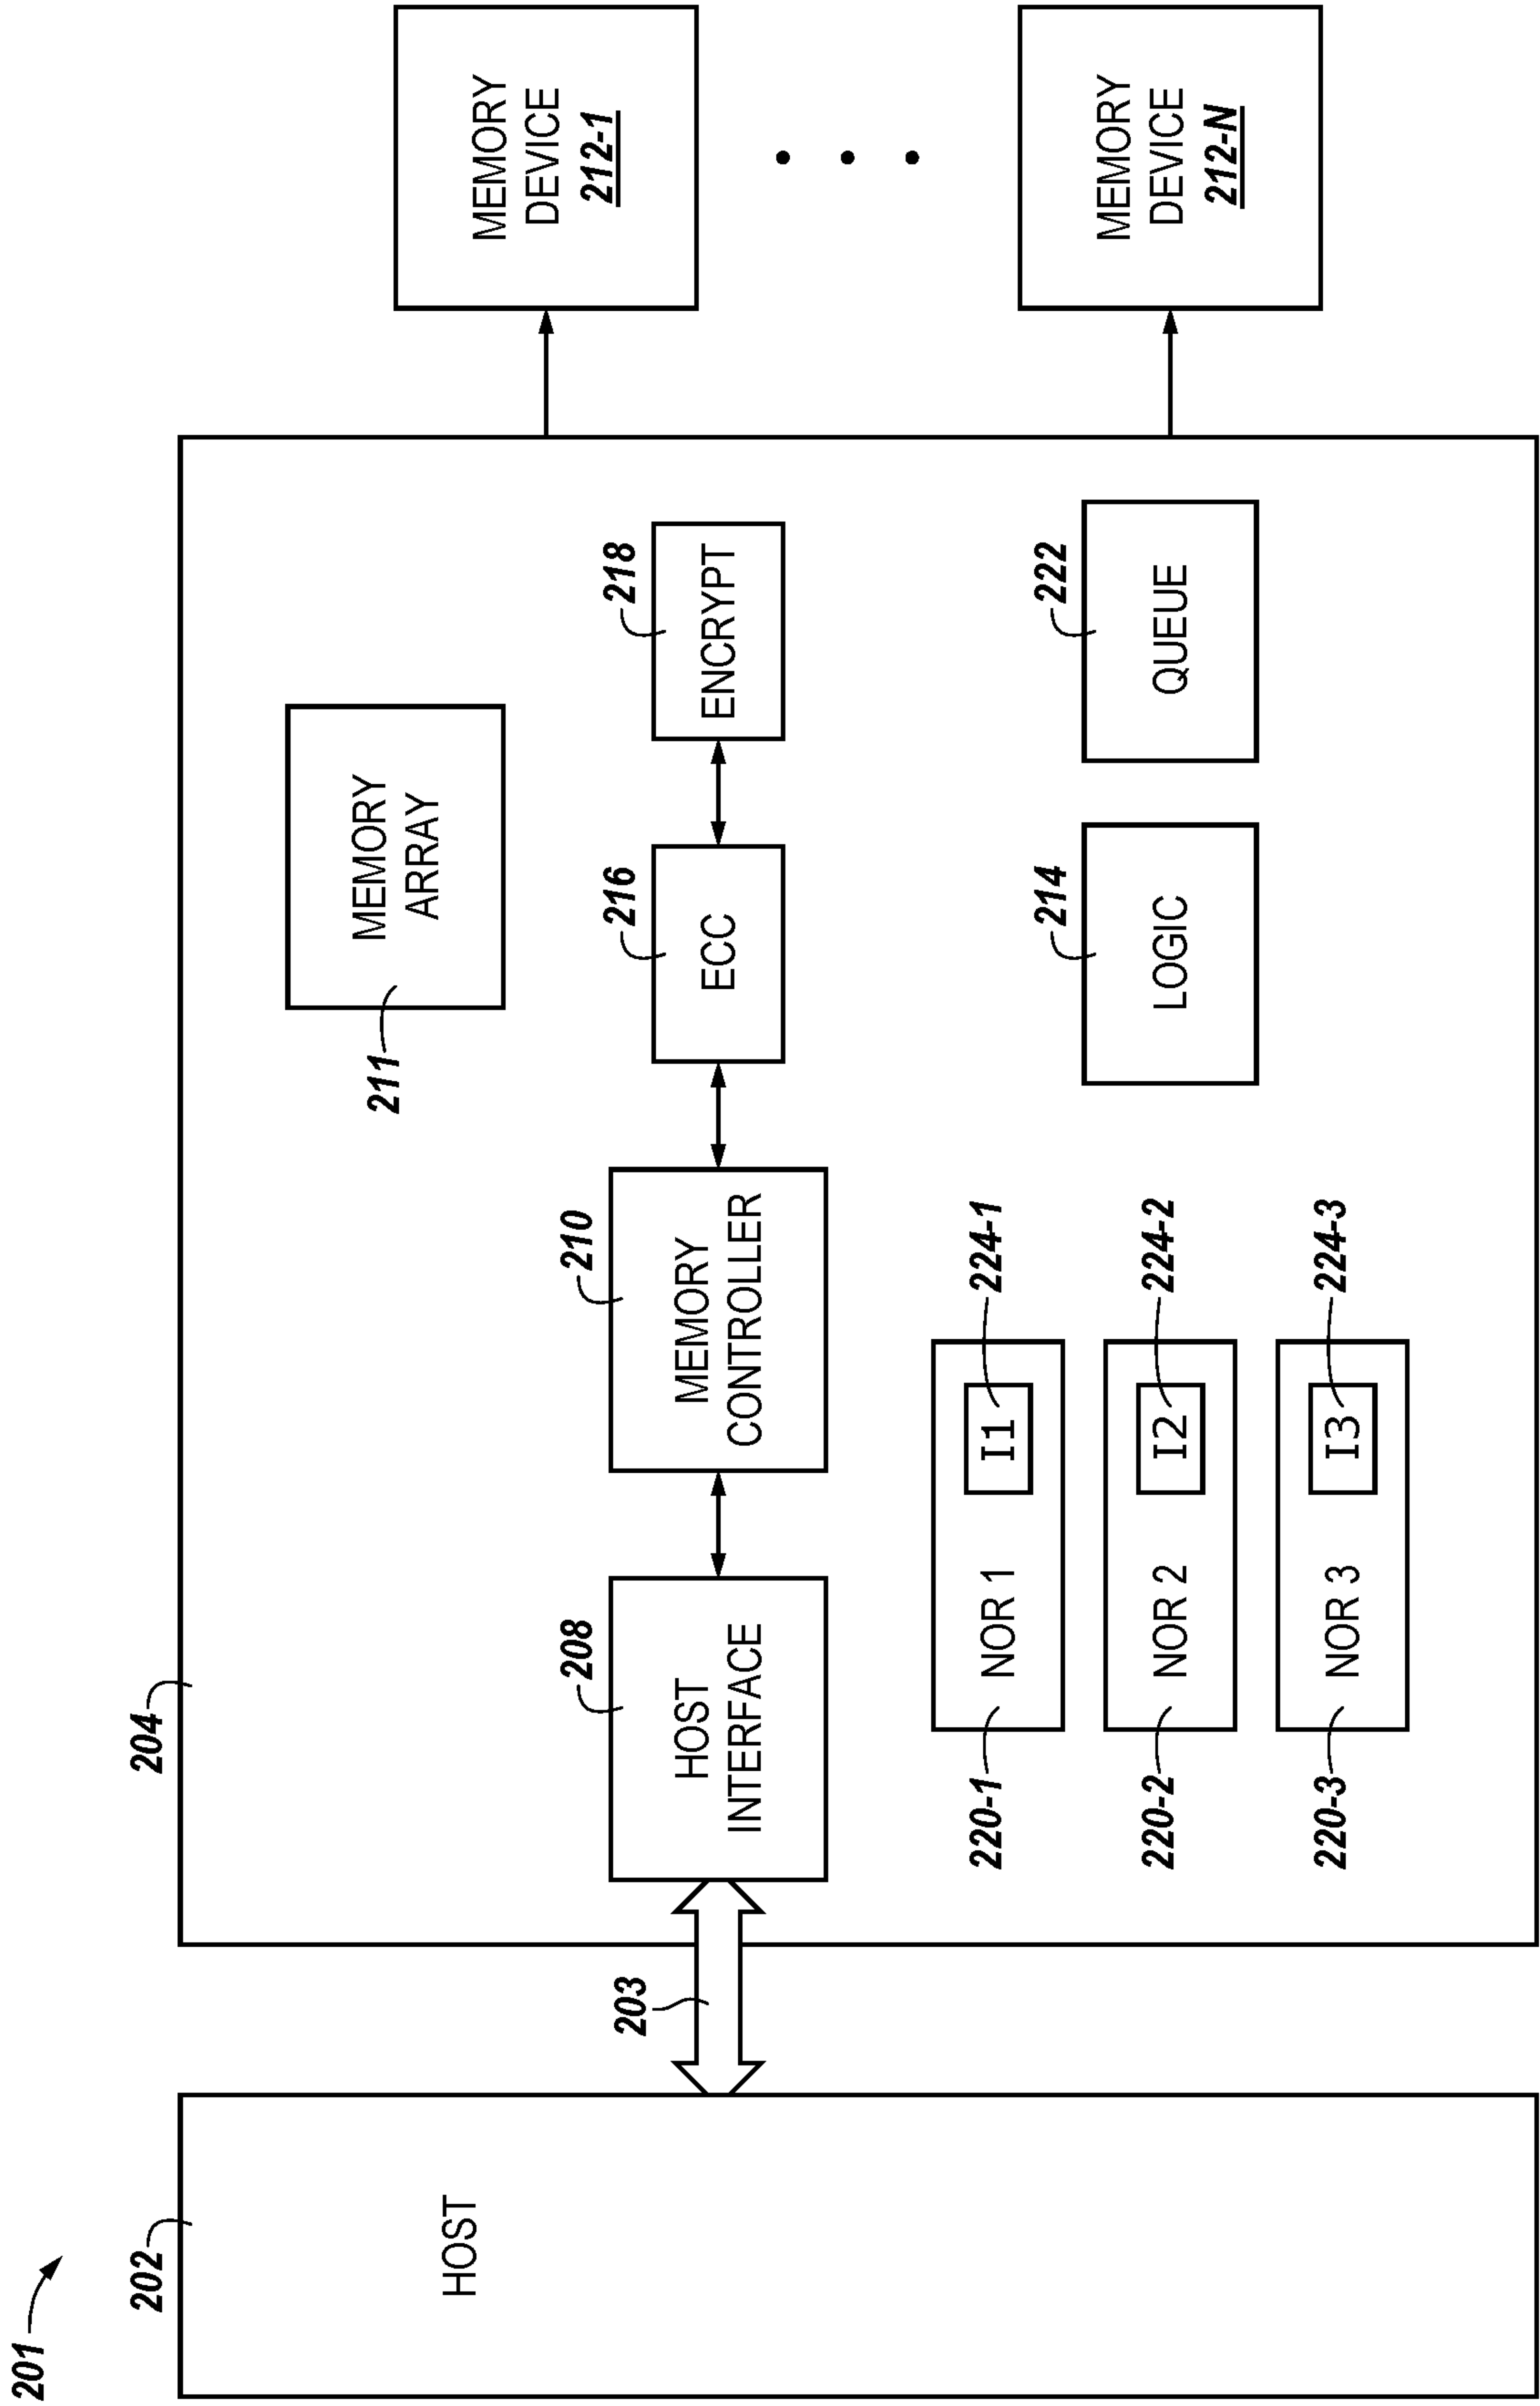 201
202
HOST
203
204
208
HOST
INTERFACE
210
MEMORY
CONTROLLER
211
MEMORY
ARRAY
216
ECC
218
ENCRYPT
220-1
NOR 1
I1
224-1
220-2
NOR 2
I2
224-2
220-3
NOR 3
I3
224-3
214
LOGIC
222
QUEUE
MEMORY
DEVICE
212-1
MEMORY
DEVICE
212-N